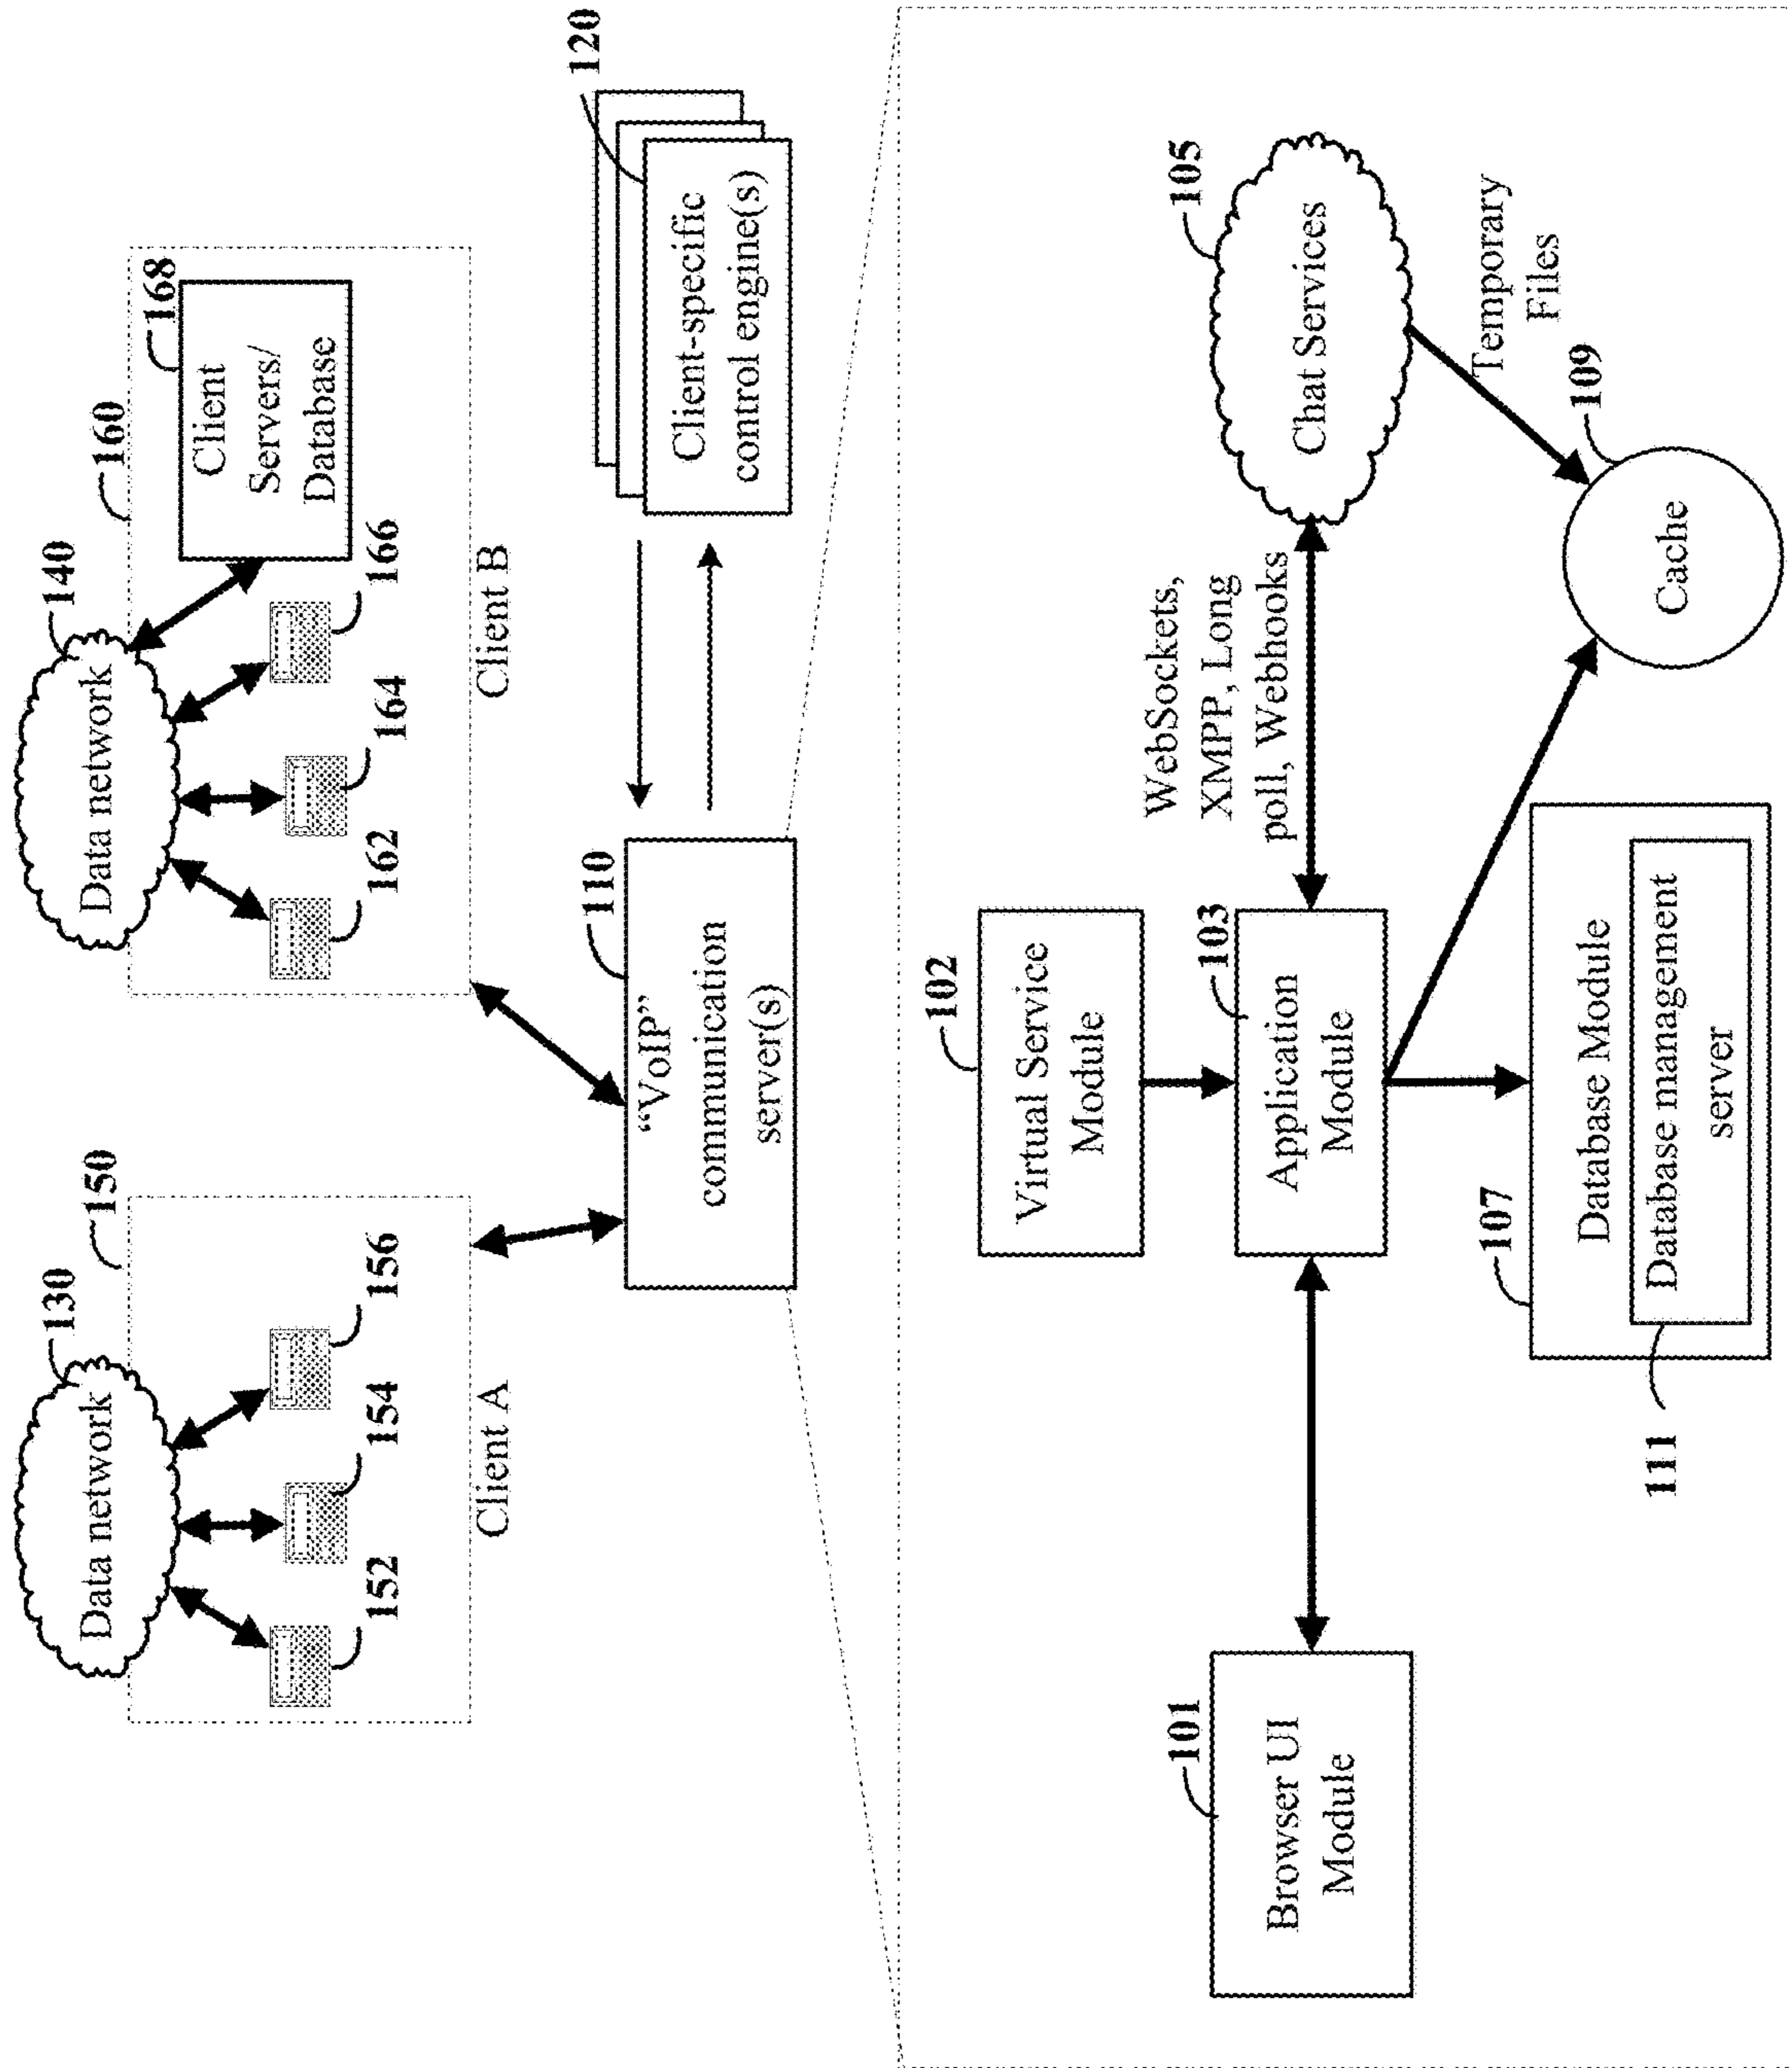 130
150
Data network
152
154
156
Client A
140
160
168
Data network
Client
Servers/
Database
162
164
166
Client B
110
"VoIP"
communication
server(s)
120
Client-specific
control engine(s)
102
Virtual Service
Module
101
Browser UI
Module
103
Application
Module
WebSockets,
XMPP, Long
poll, Webhooks
105
Chat Services
Temporary
Files
107
Database Module
Database management
server
111
109
Cache